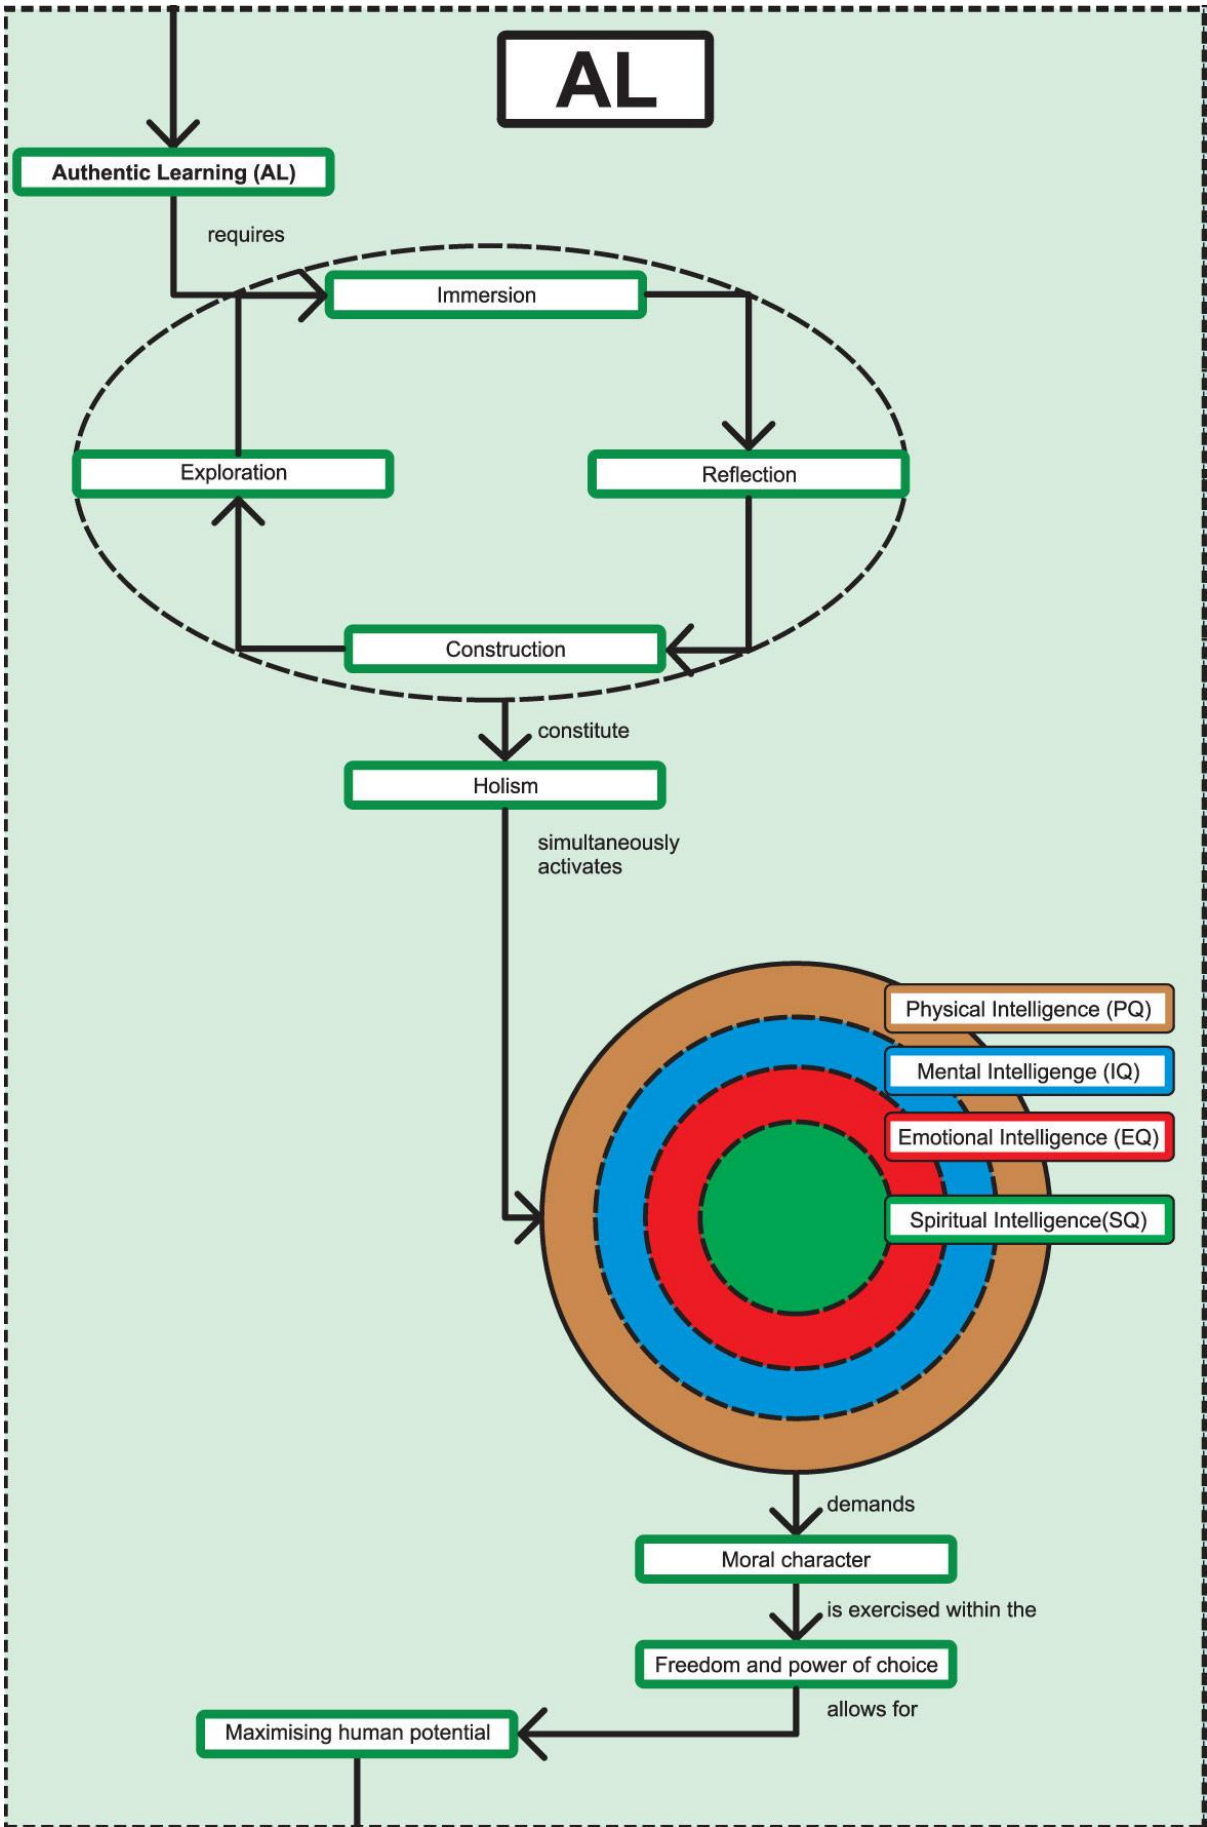 AL
Authentic Learning (AL)
requires
Immersion
Exploration
Reflection
Construction
constitute
Holism
simultaneously
activates
Physical Intelligence (PQ)
Mental Intelligenge (IQ)
Emotional Intelligence (EQ)
Spiritual Intelligence(SQ)
demands
Moral character
is exercised within the
Freedom and power of choice
allows for
Maximising human potential